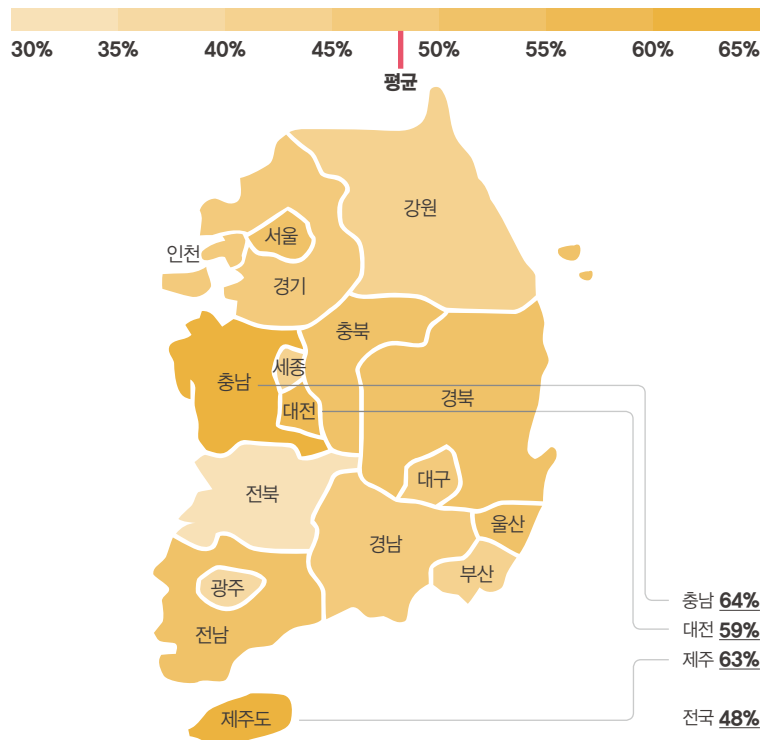 30% 35% 40% 45% 50% 55% 60% 65%
평균
강원
서울
인천
경기
충북
세종
충남
경북
대전
대구
전북
울산
경남
부산
광주
충남 64%
전남
대전 59%
제주 63%
제주도
전국 48%